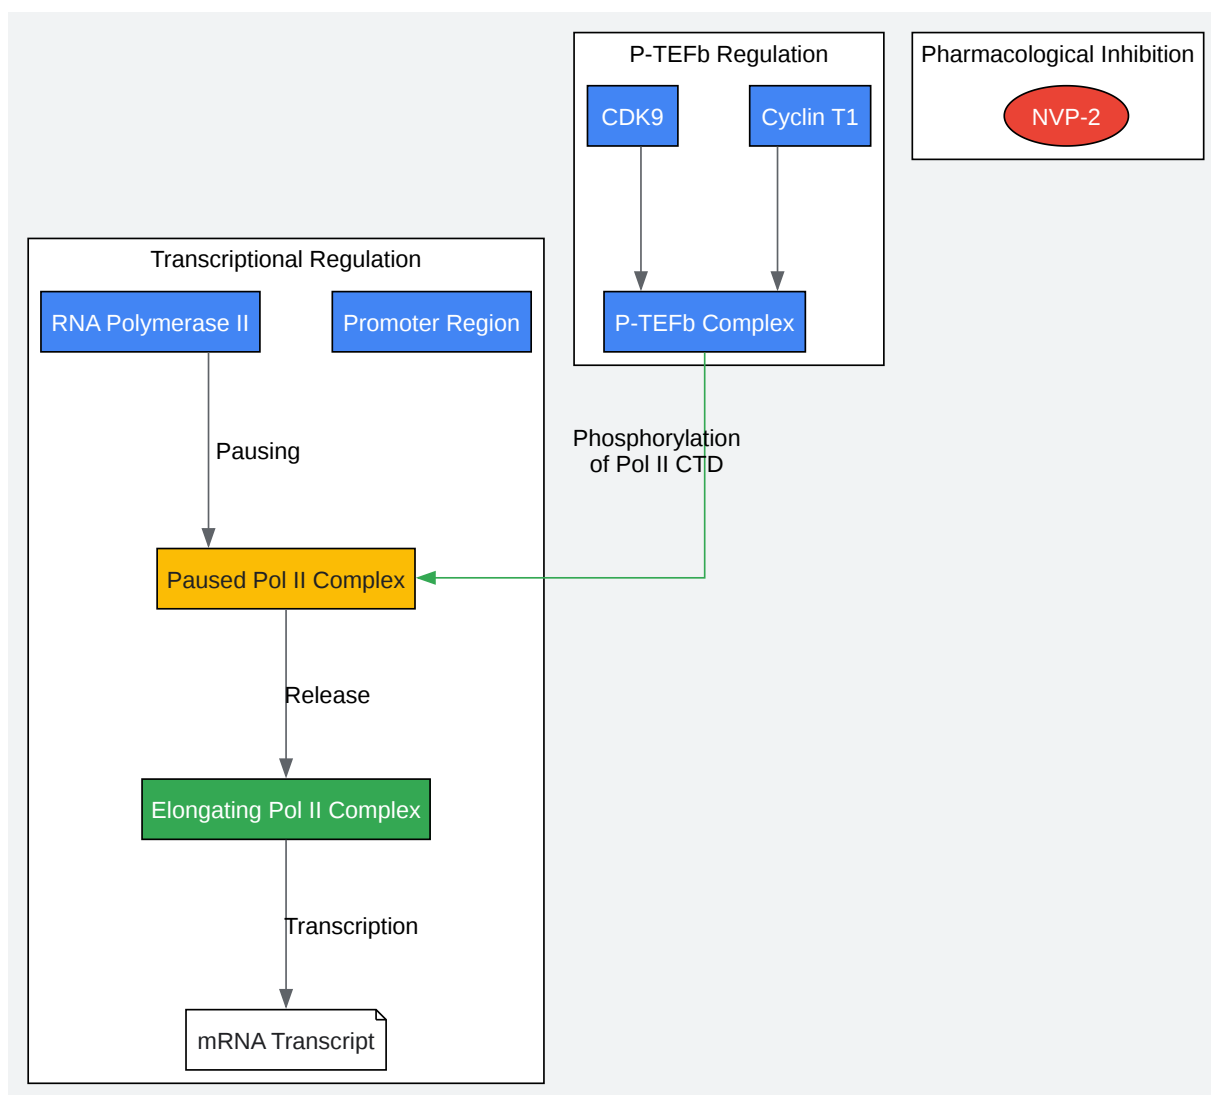 P-TEFb Regulation
CDK9
Cyclin T1
P-TEFb Complex
Pharmacological Inhibition
NVP-2
Transcriptional Regulation
RNA Polymerase II
Promoter Region
Pausing
Phosphorylation
of Pol II CTD
Paused Pol II Complex
Release
Elongating Pol II Complex
Transcription
mRNA Transcript